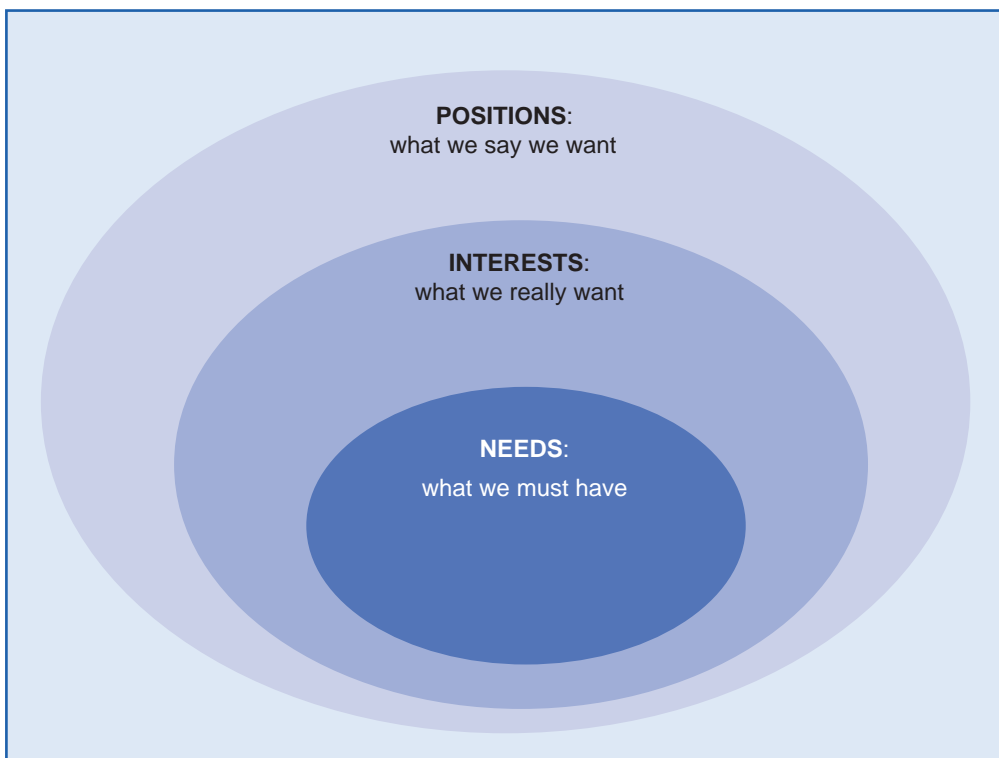 POSITIONS:
what we say we want
INTERESTS:
what we really want
NEEDS:
what we must have